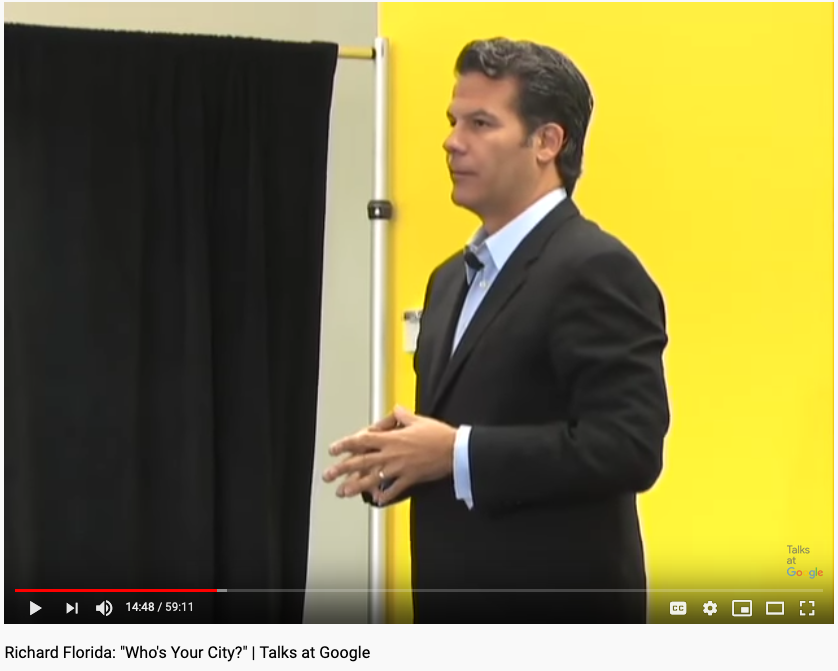 Talks
at
Google
14:48 / 59:11
CC
Richard Florida: "Who's Your City?" | Talks at Google